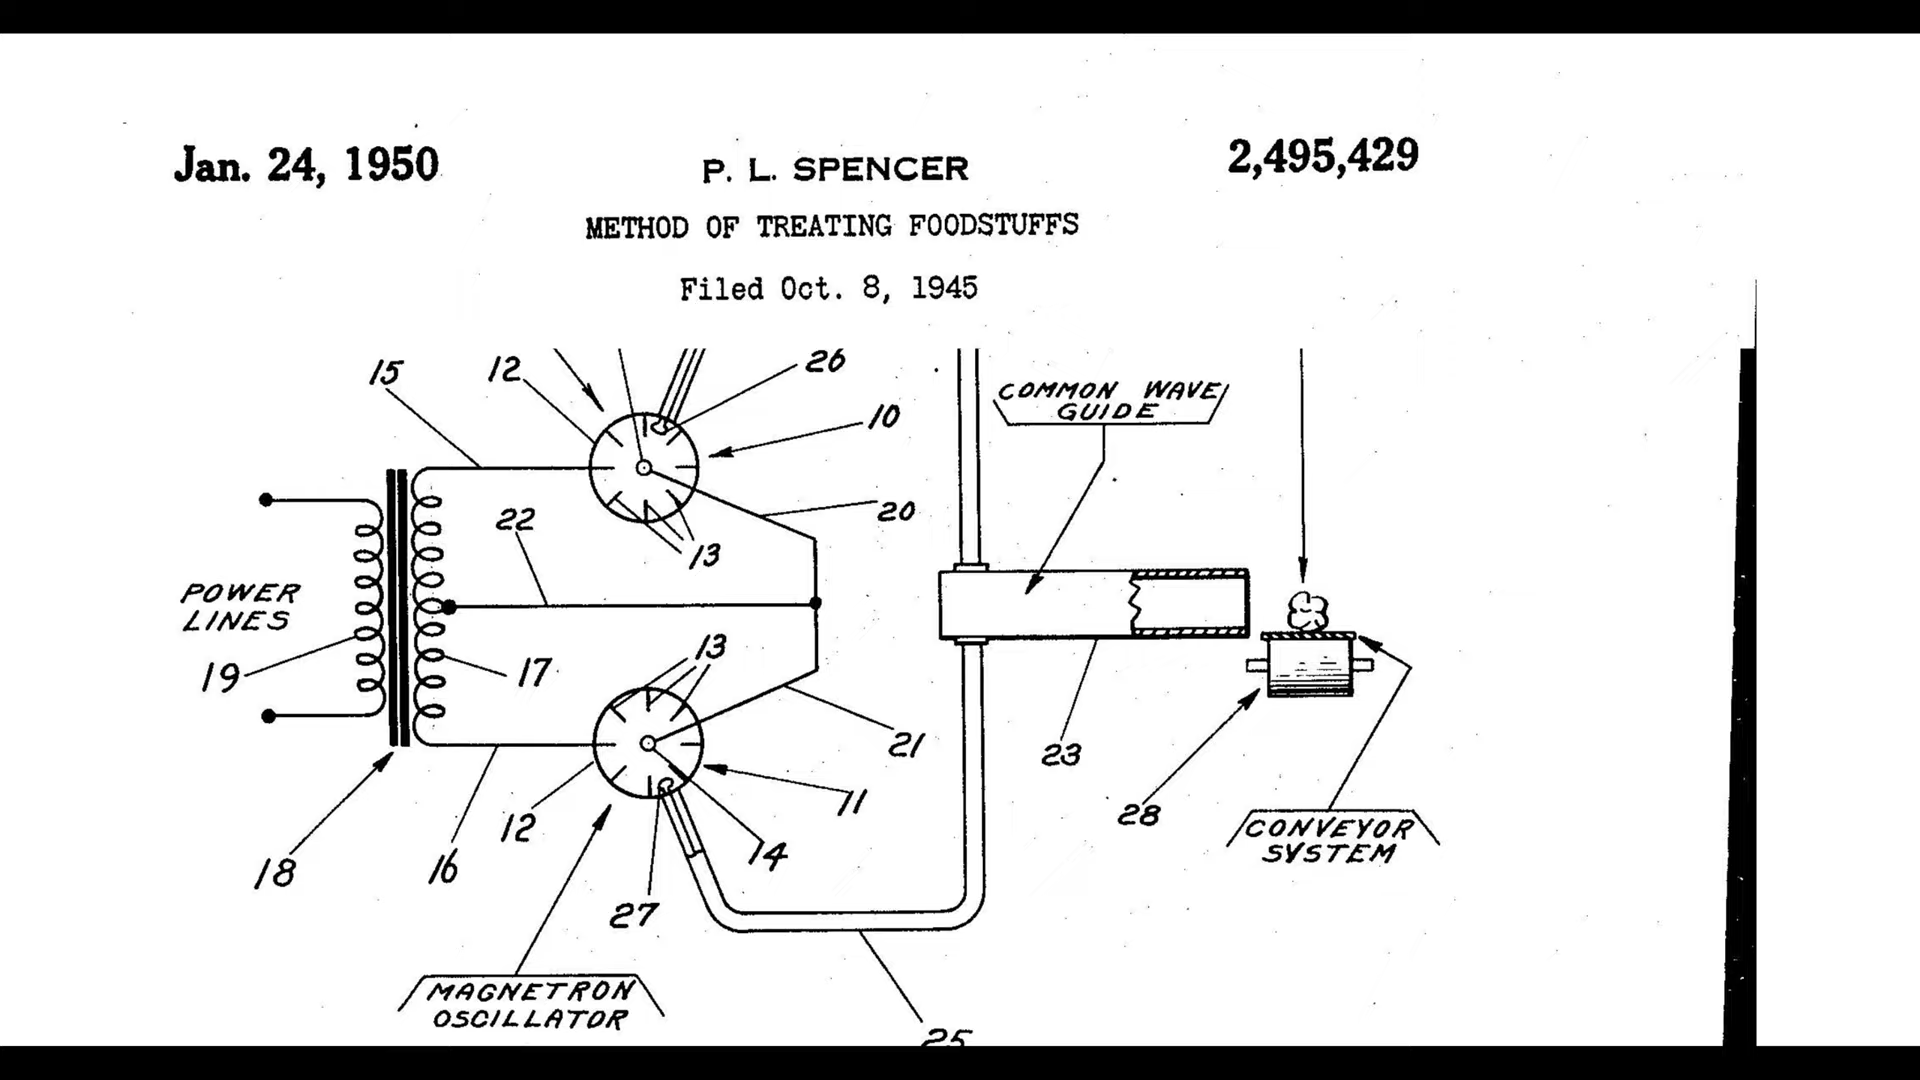 Jan. 24, 1950
P. L. SPENCER
2,495,429
METHOD OF TREATING FOODSTUFFS
Filed Oct. 8, 1945
15
12
26
COMMON WAVE
GUIDE
10
20
22
13
POWER
LINES
19
17
13
21
23
11
28
12
14
CONVEYOR
SYSTEM
18
16
27
MAGNETRON
OSCILLATOR
25